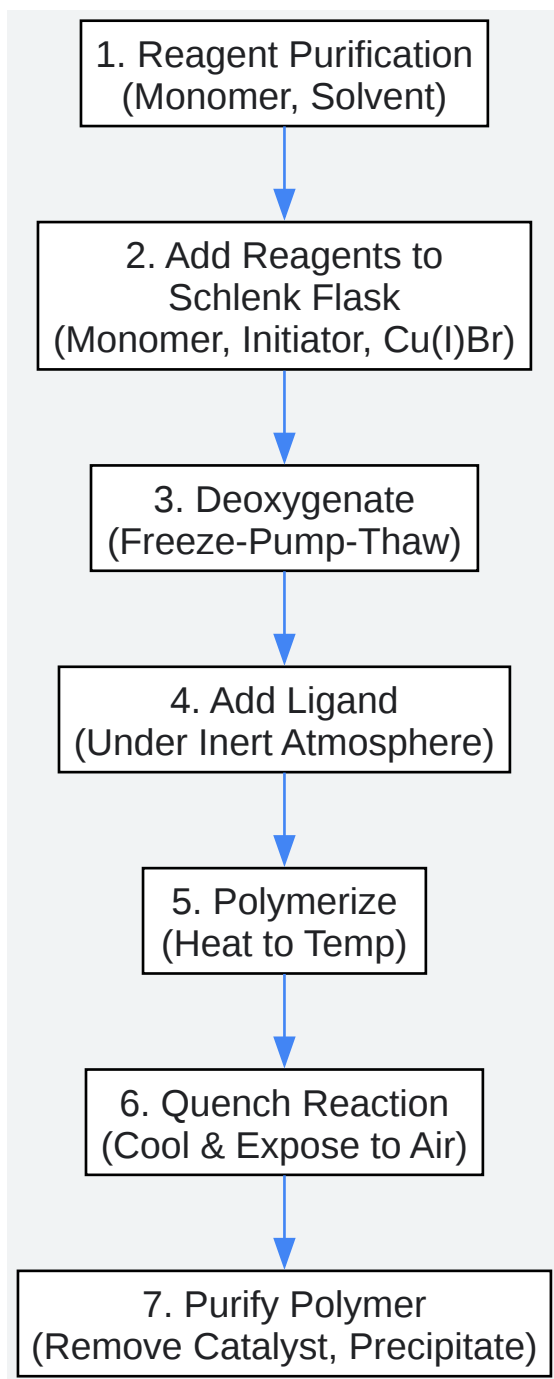 1. Reagent Purification
(Monomer, Solvent)
2. Add Reagents to
Schlenk Flask
(Monomer, Initiator, Cu(I)Br)
3. Deoxygenate
(Freeze-Pump-Thaw)
4. Add Ligand
(Under Inert Atmosphere)
5. Polymerize
(Heat to Temp)
6. Quench Reaction
(Cool & Expose to Air)
7. Purify Polymer
(Remove Catalyst, Precipitate)